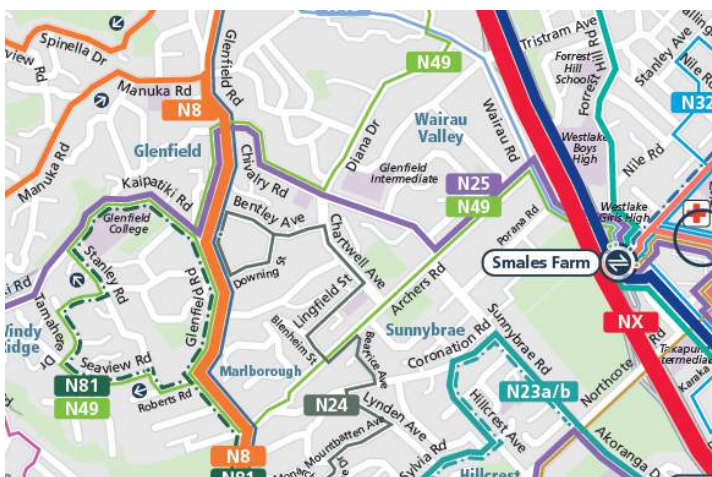 Spinella Dr
Manuka Rd
N8
Glenfield Rd
N49
Tristram Ave
Forrest Hill Rd
Forrest
Hill
School
Stanley Ave
Nile Rd
N32
Manuka Rd
Glenfield
Kaipatiki Rd
Chivalry Rd
Diana Dr
Wairau
Valley
Wairau Rd
Westlake
Boys
High
Nile Rd
Glenfield
Intermediate
N25
N49
Bentley Ave
Glenfield
College
Stanley Rd
Glenfield Rd
Downing St
Chartwell Ave
Lingfield St
Archers Rd
Porana Rd
Westlake
Girls High
Smales Farm
NX
Tamahere Dr
Seaview Rd
Roberts Rd
N81
N49
Marlborough
Blenheim St
Sunnybrae
Coronation Rd
Sunnybrae Rd
Beatrice Ave
N24
Lynden Ave
Mountbatten Ave
Hillcrest Ave
N23a/b
Northcote Rd
Takapuna
Karaka
Akoranga D
Sylvia Rd
Hillcrest
N8
N81